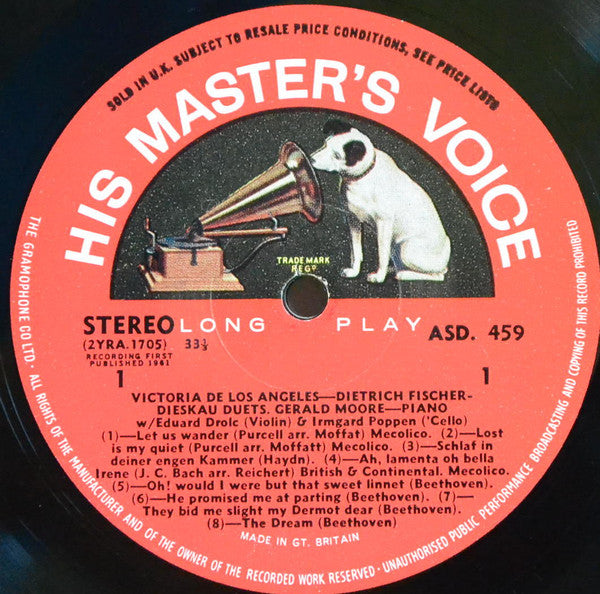 SOLD IN U.K. SUBJECT TO RESALE PRICE CONDITIONS, SEE PRICE LISTS
HIS MASTER'S VOICE
TRADE MARK
REGD
STEREO LONG PLAY ASD. 459
(2YRA.1705) 33⅓
RECORDING FIRST
PUBLISHED 1961
1 1
VICTORIA DE LOS ANGELES—DIETRICH FISCHER-
DIESKAU DUETS. GERALD MOORE—PIANO
w/Eduard Drolc (Violin) & Irmgard Poppen ('Cello)
(1)—Let us wander (Purcell arr. Moffat) Mecolico. (2)—Lost
is my quiet (Purcell arr. Moffatt) Mecolico. (3)—Schlaf in
deiner engen Kammer (Haydn). (4)—Ah, lamenta oh bella
Irene (J. C. Bach arr. Reichert) British & Continental. Mecolico.
(5)—Oh! would I were but that sweet linnet (Beethoven).
(6)—He promised me at parting (Beethoven). (7)—
They bid me slight my Dermot dear (Beethoven).
(8)—The Dream (Beethoven)
MADE IN GT. BRITAIN
THE GRAMOPHONE CO LTD · ALL RIGHTS OF THE MANUFACTURER AND OF THE OWNER OF THE RECORDED WORK RESERVED · UNAUTHORISED PUBLIC PERFORMANCE BROADCASTING AND COPYING OF THIS RECORD PROHIBITED